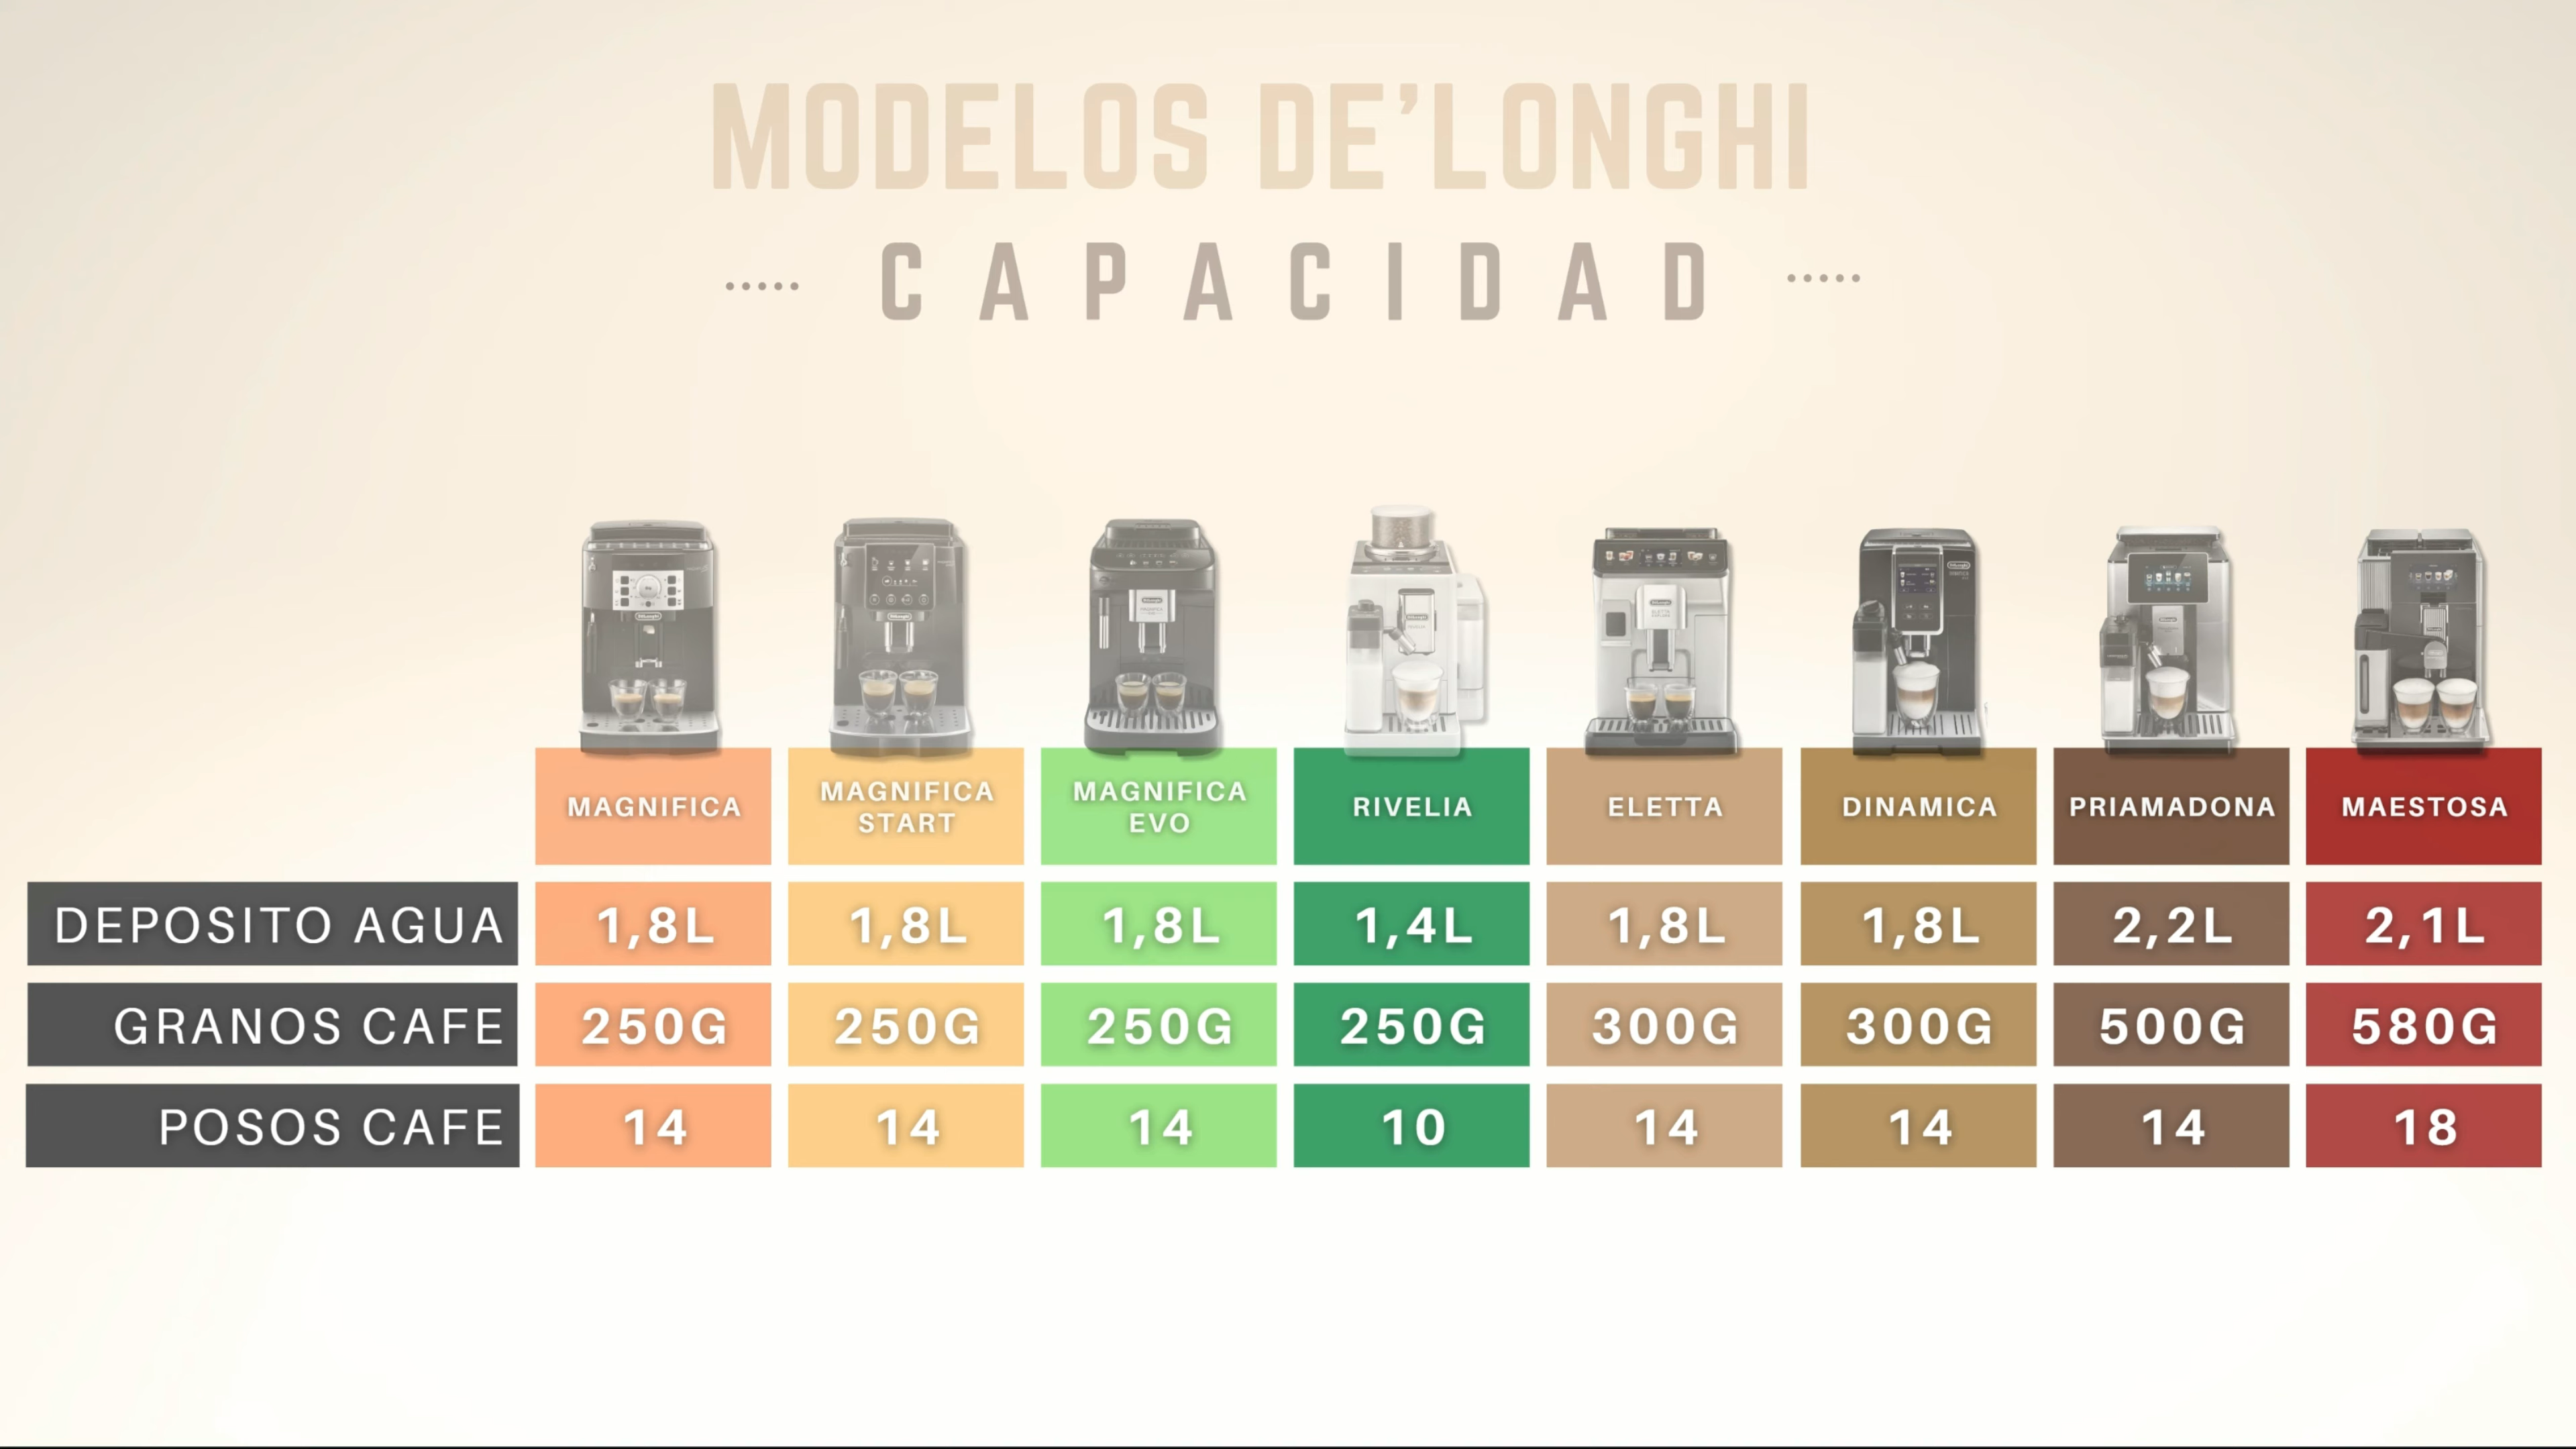 MODELOS DE'LONGHI
CAPACIDAD
MAGNIFICA
MAGNIFICA START
MAGNIFICA EVO
RIVELIA
ELETTA
DINAMICA
PRIAMADONA
MAESTOSA
DEPOSITO AGUA 1,8L 1,8L 1,8L 1,4L 1,8L 1,8L 2,2L 2,1L
GRANOS CAFE 250G 250G 250G 250G 300G 300G 500G 580G
POSOS CAFE 14 14 14 10 14 14 14 18